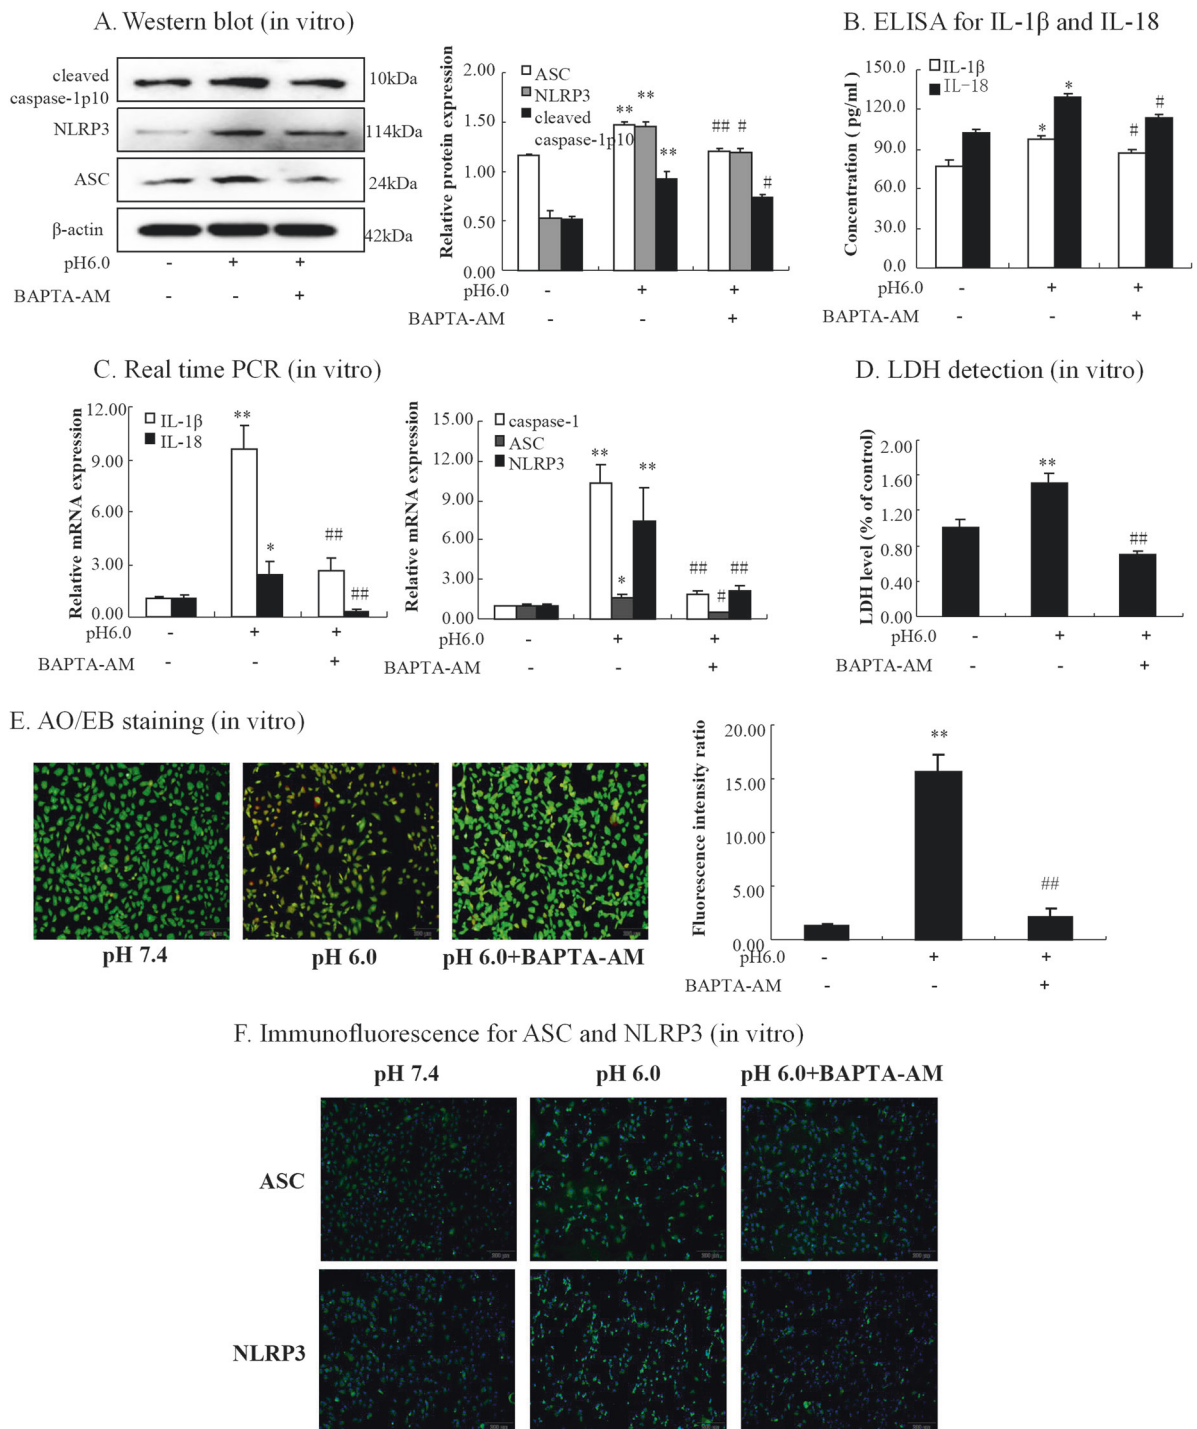 A. Western blot (in vitro)
cleaved
caspase-1p10
10kDa
NLRP3
114kDa
ASC
24kDa
β-actin
42kDa
pH6.0 - + +
BAPTA-AM - - +
Relative protein expression
2.00
1.50
1.00
0.50
0.00
ASC
NLRP3
cleaved
caspase-1p10
** ** **
## # #
pH6.0 - + +
BAPTA-AM - - +
B. ELISA for IL-1β and IL-18
Concentration ( pg/ml )
150.0
120.0
90.0
60.0
30.0
0.0
IL-1β
IL-18
* *
# #
pH6.0 - + +
BAPTA-AM - - +
C. Real time PCR (in vitro)
Relative mRNA expression
12.00
9.00
6.00
3.00
0.00
IL-1β
IL-18
** *
## ##
pH6.0 - + +
BAPTA-AM - - +
Relative mRNA expression
15.00
12.00
9.00
6.00
3.00
0.00
caspase-1
ASC
NLRP3
** * **
## # ##
pH6.0 - + +
BAPTA-AM - - +
D. LDH detection (in vitro)
LDH level (% of control)
2.00
1.60
1.20
0.80
0.40
0.00
**
##
pH6.0 - + +
BAPTA-AM - - +
E. AO/EB staining (in vitro)
pH 7.4
pH 6.0
pH 6.0+BAPTA-AM
Fluorescence intensity ratio
20.00
15.00
10.00
5.00
0.00
**
##
pH6.0 - + +
BAPTA-AM - - +
F. Immunofluorescence for ASC and NLRP3 (in vitro)
pH 7.4
pH 6.0
pH 6.0+BAPTA-AM
ASC
NLRP3